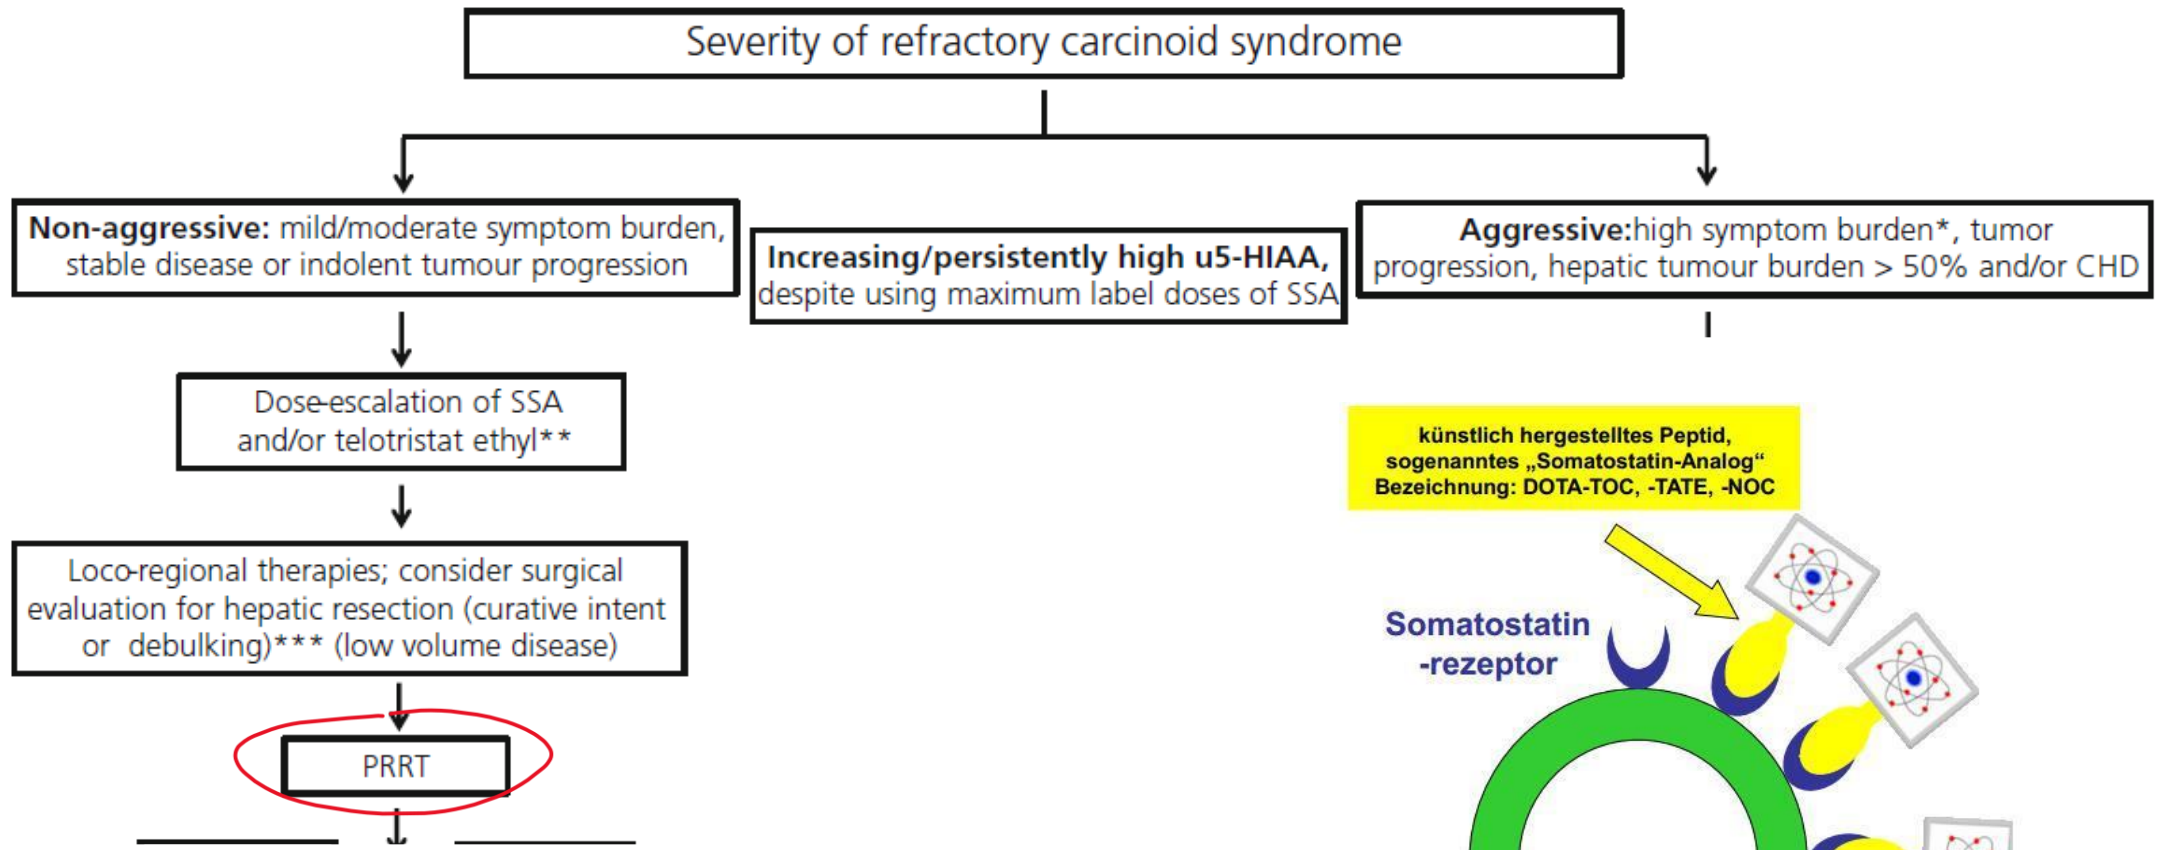 Severity of refractory carcinoid syndrome
Non-aggressive: mild/moderate symptom burden,
stable disease or indolent tumour progression
Increasing/persistently high u5-HIAA,
despite using maximum label doses of SSA
Aggressive:high symptom burden*, tumor
progression, hepatic tumour burden > 50% and/or CHD
Dose-escalation of SSA
and/or telotristat ethyl**
Loco-regional therapies; consider surgical
evaluation for hepatic resection (curative intent
or debulking)*** (low volume disease)
PRRT
künstlich hergestelltes Peptid,
sogenanntes „Somatostatin-Analog“
Bezeichnung: DOTA-TOC, -TATE, -NOC
Somatostatin
-rezeptor